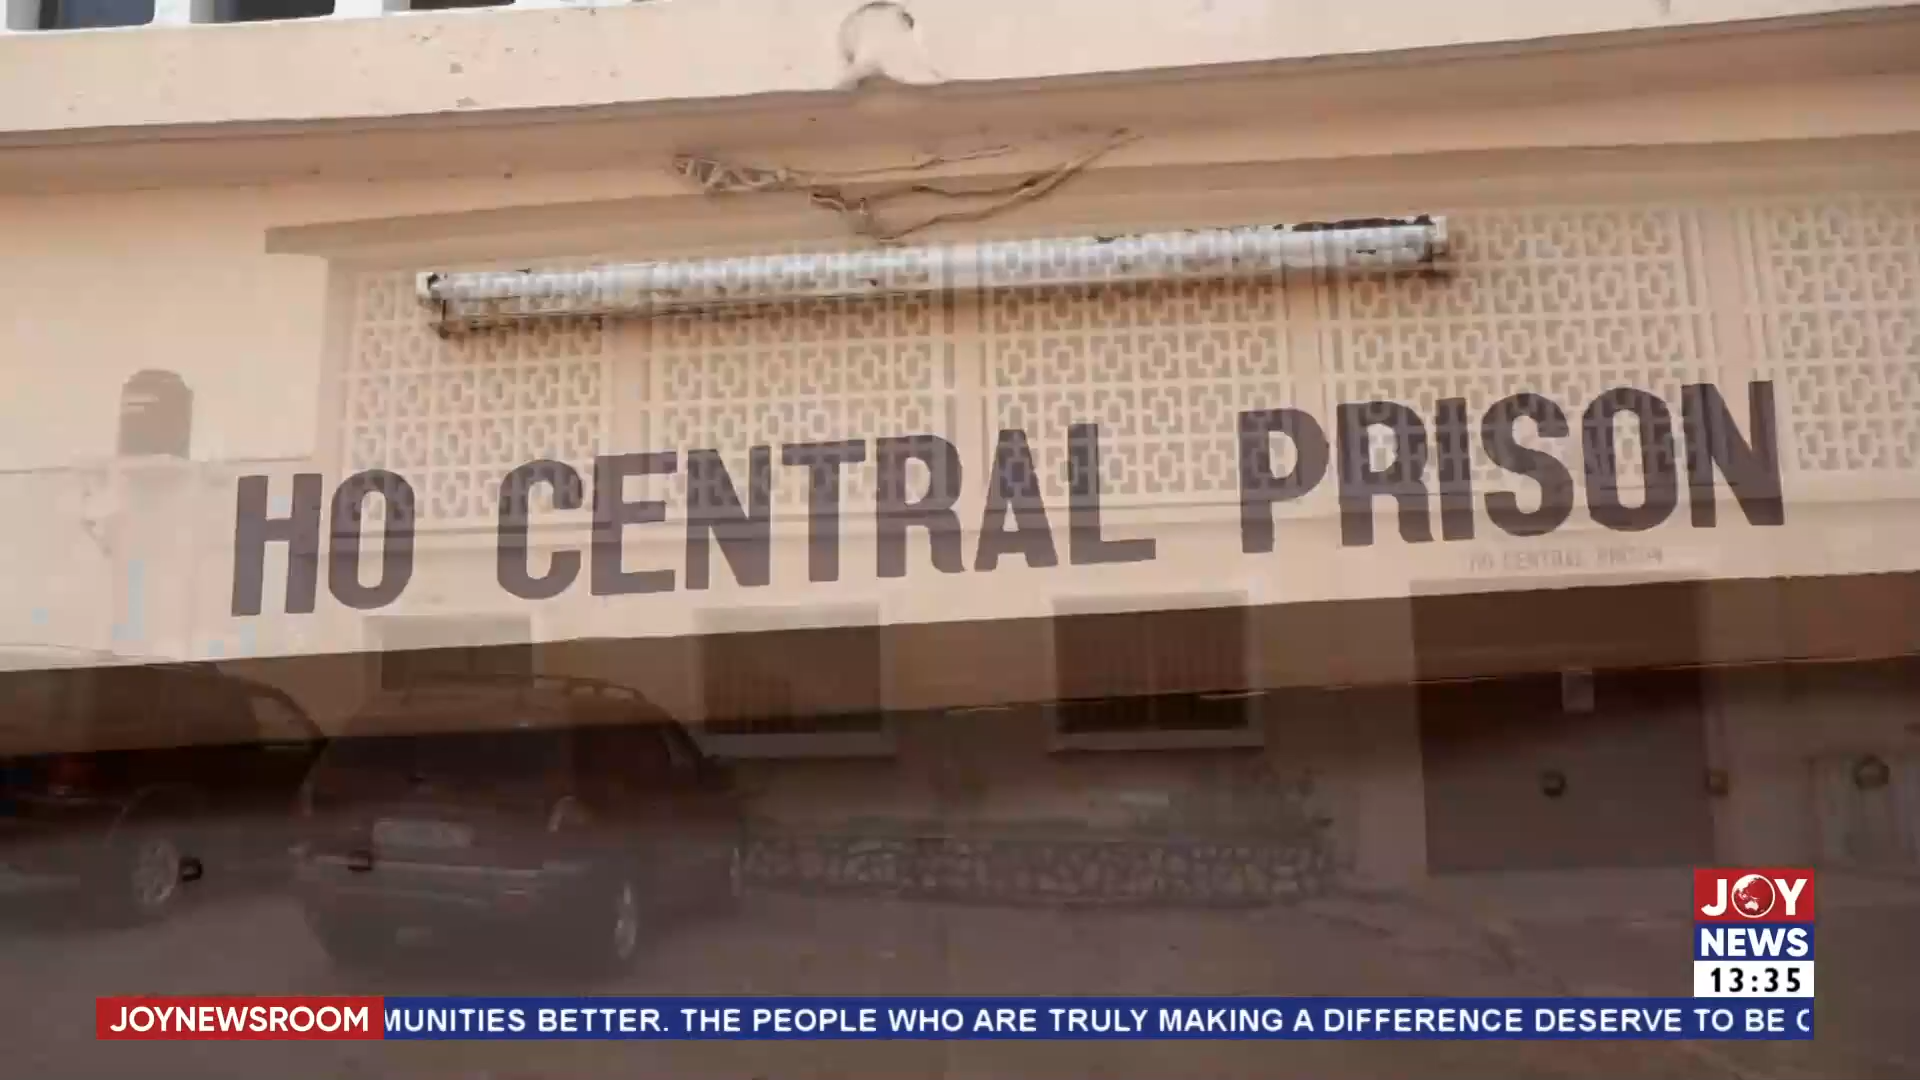 HO CENTRAL PRISON
HO CENTRAL PRISON
JOY
NEWS
13:35
JOYNEWSROOM
MUNITIES BETTER. THE PEOPLE WHO ARE TRULY MAKING A DIFFERENCE DESERVE TO BE